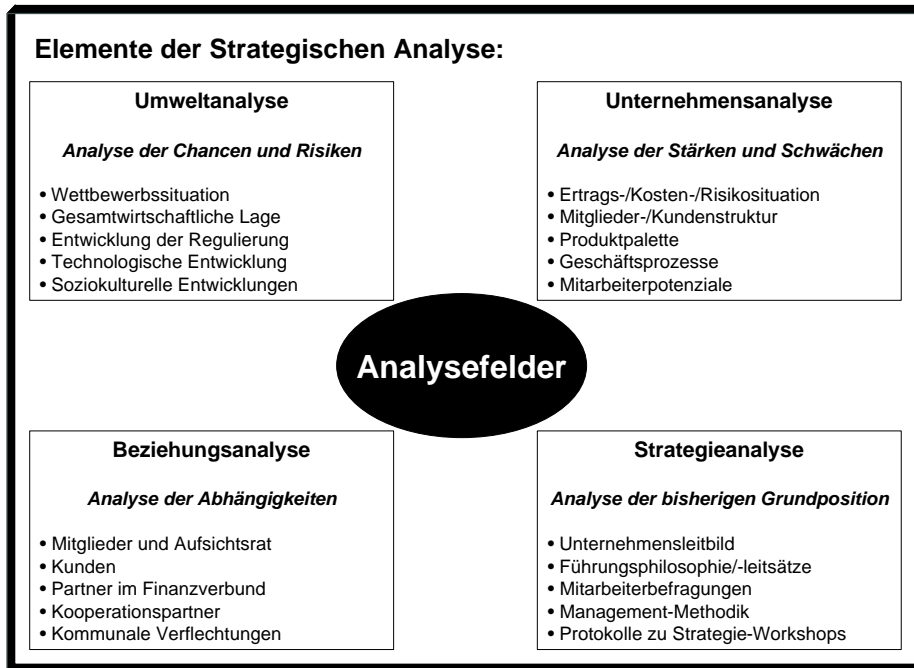 Elemente der Strategischen Analyse:
Umweltanalyse
Analyse der Chancen und Risiken
• Wettbewerbssituation
• Gesamtwirtschaftliche Lage
• Entwicklung der Regulierung
• Technologische Entwicklung
• Soziokulturelle Entwicklungen
Unternehmensanalyse
Analyse der Stärken und Schwächen
• Ertrags-/Kosten-/Risikosituation
• Mitglieder-/Kundenstruktur
• Produktpalette
• Geschäftsprozesse
• Mitarbeiterpotenziale
Analysefelder
Beziehungsanalyse
Analyse der Abhängigkeiten
• Mitglieder und Aufsichtsrat
• Kunden
• Partner im Finanzverbund
• Kooperationspartner
• Kommunale Verflechtungen
Strategieanalyse
Analyse der bisherigen Grundposition
• Unternehmensleitbild
• Führungsphilosophie/-leitsätze
• Mitarbeiterbefragungen
• Management-Methodik
• Protokolle zu Strategie-Workshops